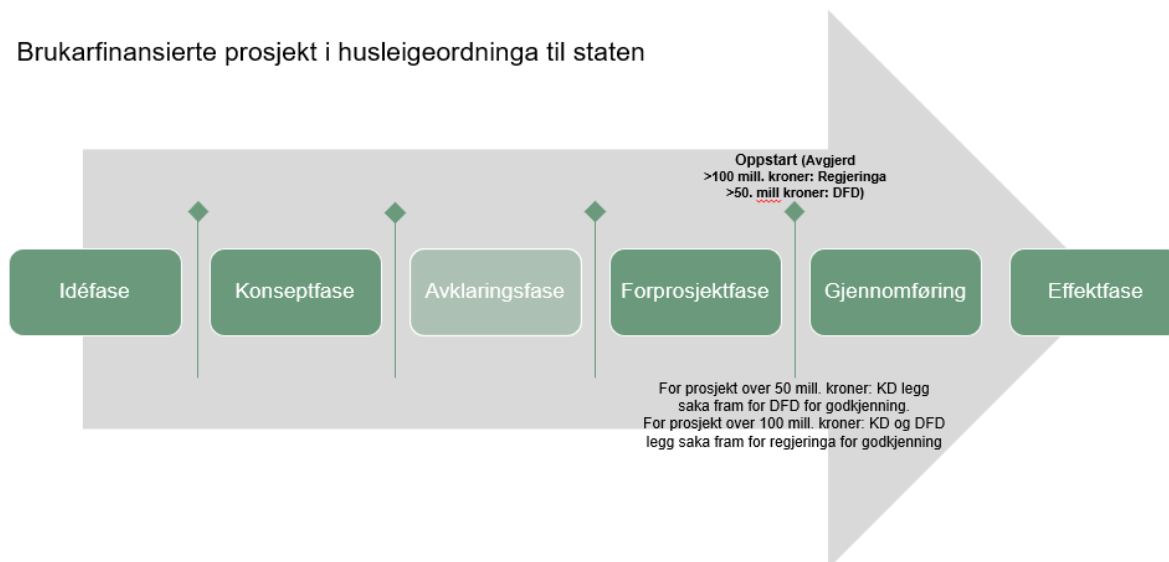 Brukarfinansierte prosjekt i husleigeordninga til staten
Oppstart (Avgjerd
>100 mill. kroner: Regjeringa
>50. mill kroner: DFD)
Idéfase
Konseptfase
Avklaringsfase
Forprosjektfase
Gjennomføring
Effektfase
For prosjekt over 50 mill. kroner: KD legg
saka fram for DFD for godkjenning.
For prosjekt over 100 mill. kroner: KD og DFD
legg saka fram for regjeringa for godkjenning